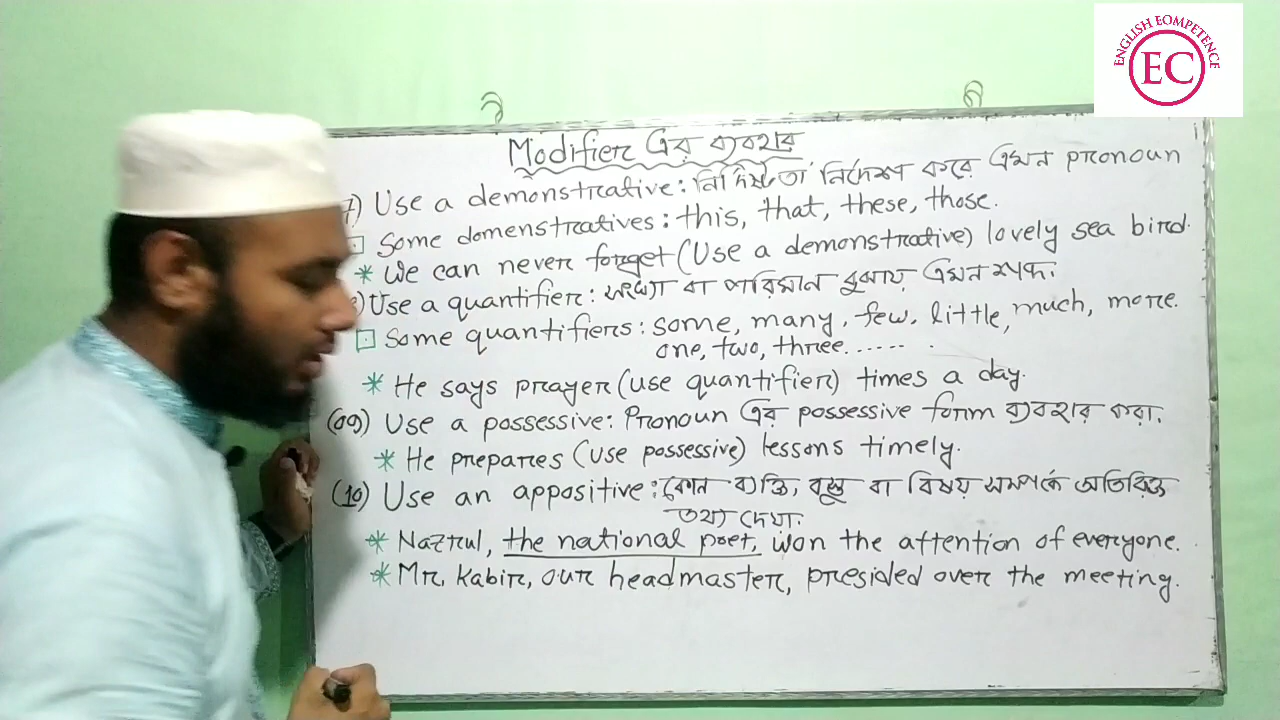 ENGLISH EOMPETENCE
EC
Modifier এর ব্যবহার
7) Use a demonstrative: নির্দিষ্টতা নির্দেশ করে এমন pronoun
Some domenstratives: this, that, these, those.
* We can never forget (Use a demonstrative) lovely sea bird.
) Use a quantifier: সংখ্যা বা পরিমান বুঝায় এমন শব্দ.
Some quantifiers: some, many, few, little, much, more.
one, two, three......
* He says prayer (use quantifier) times a day.
(09) Use a possessive: Pronoun এর possessive form ব্যবহার করা.
* He prepares (use possessive) lessons timely.
(10) Use an appositive: কোন ব্যক্তি, বস্তু বা বিষয় সম্পর্কে অতিরিক্ত
তথ্য দেয়া.
* Nazrul, the national poet, won the attention of everyone.
* Mr. Kabir, our headmaster, presided over the meeting.